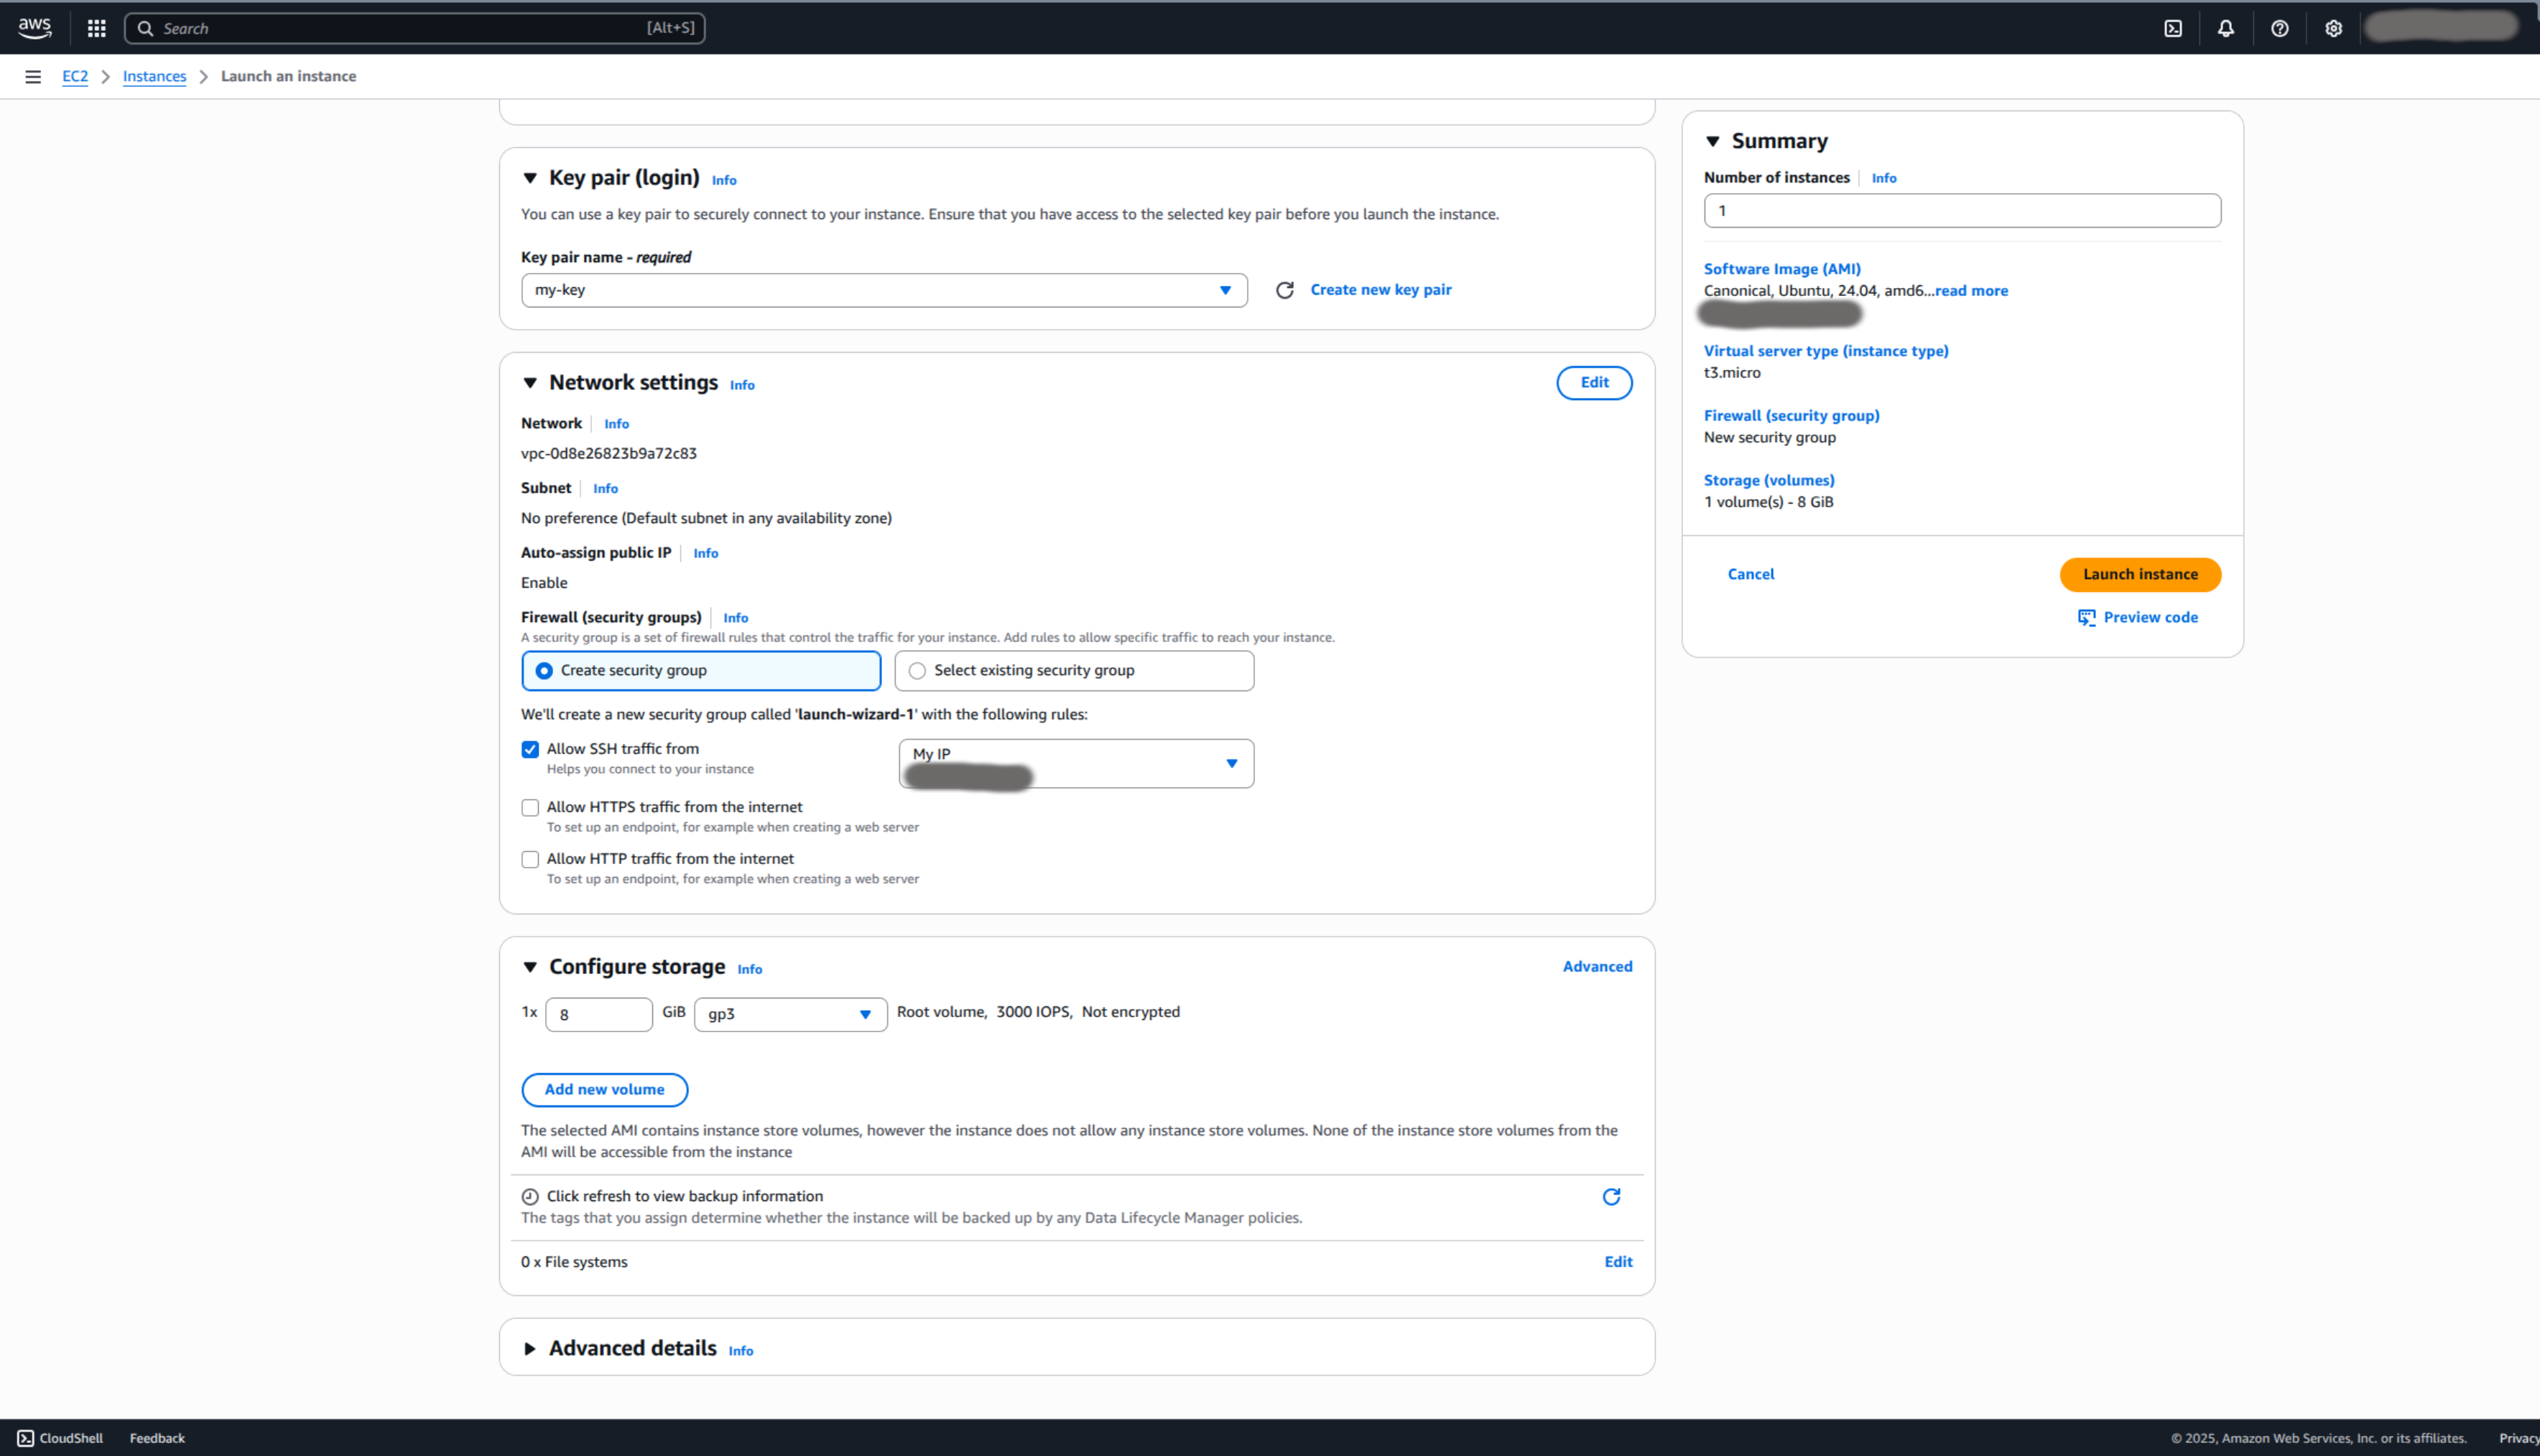 aws
Search [Alt+S]
EC2 > Instances > Launch an instance
Key pair (login) Info
You can use a key pair to securely connect to your instance. Ensure that you have access to the selected key pair before you launch the instance.
Key pair name - required
my-key
Create new key pair
Network settings Info
Edit
Network Info
vpc-0d8e26823b9a72c83
Subnet Info
No preference (Default subnet in any availability zone)
Auto-assign public IP Info
Enable
Firewall (security groups) Info
A security group is a set of firewall rules that control the traffic for your instance. Add rules to allow specific traffic to reach your instance.
Create security group
Select existing security group
We'll create a new security group called 'launch-wizard-1' with the following rules:
Allow SSH traffic from
Helps you connect to your instance
My IP
Allow HTTPS traffic from the internet
To set up an endpoint, for example when creating a web server
Allow HTTP traffic from the internet
To set up an endpoint, for example when creating a web server
Configure storage Info
Advanced
1x 8 GiB gp3 Root volume, 3000 IOPS, Not encrypted
Add new volume
The selected AMI contains instance store volumes, however the instance does not allow any instance store volumes. None of the instance store volumes from the
AMI will be accessible from the instance
Click refresh to view backup information
The tags that you assign determine whether the instance will be backed up by any Data Lifecycle Manager policies.
0 x File systems
Edit
Advanced details Info
Summary
Number of instances Info
1
Software Image (AMI)
Canonical, Ubuntu, 24.04, amd6...read more
Virtual server type (instance type)
t3.micro
Firewall (security group)
New security group
Storage (volumes)
1 volume(s) - 8 GiB
Cancel
Launch instance
Preview code
CloudShell Feedback
© 2025, Amazon Web Services, Inc. or its affiliates. Privacy